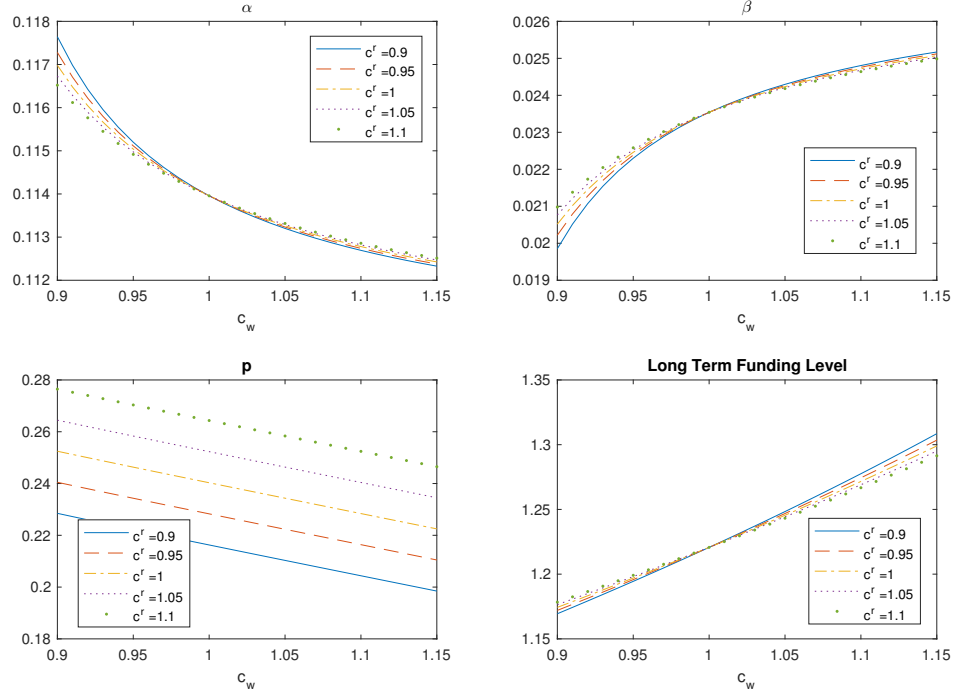 α
0.118
0.117
0.116
0.115
0.114
0.113
0.112
c^r =0.9
c^r =0.95
c^r =1
c^r =1.05
c^r =1.1
0.9 0.95 1 1.05 1.1 1.15
c_w
β
0.026
0.025
0.024
0.023
0.022
0.021
0.02
0.019
c^r =0.9
c^r =0.95
c^r =1
c^r =1.05
c^r =1.1
0.9 0.95 1 1.05 1.1 1.15
c_w
p
0.28
0.26
0.24
0.22
0.2
0.18
c^r =0.9
c^r =0.95
c^r =1
c^r =1.05
c^r =1.1
0.9 0.95 1 1.05 1.1 1.15
c_w
Long Term Funding Level
1.35
1.3
1.25
1.2
1.15
c^r =0.9
c^r =0.95
c^r =1
c^r =1.05
c^r =1.1
0.9 0.95 1 1.05 1.1 1.15
c_w